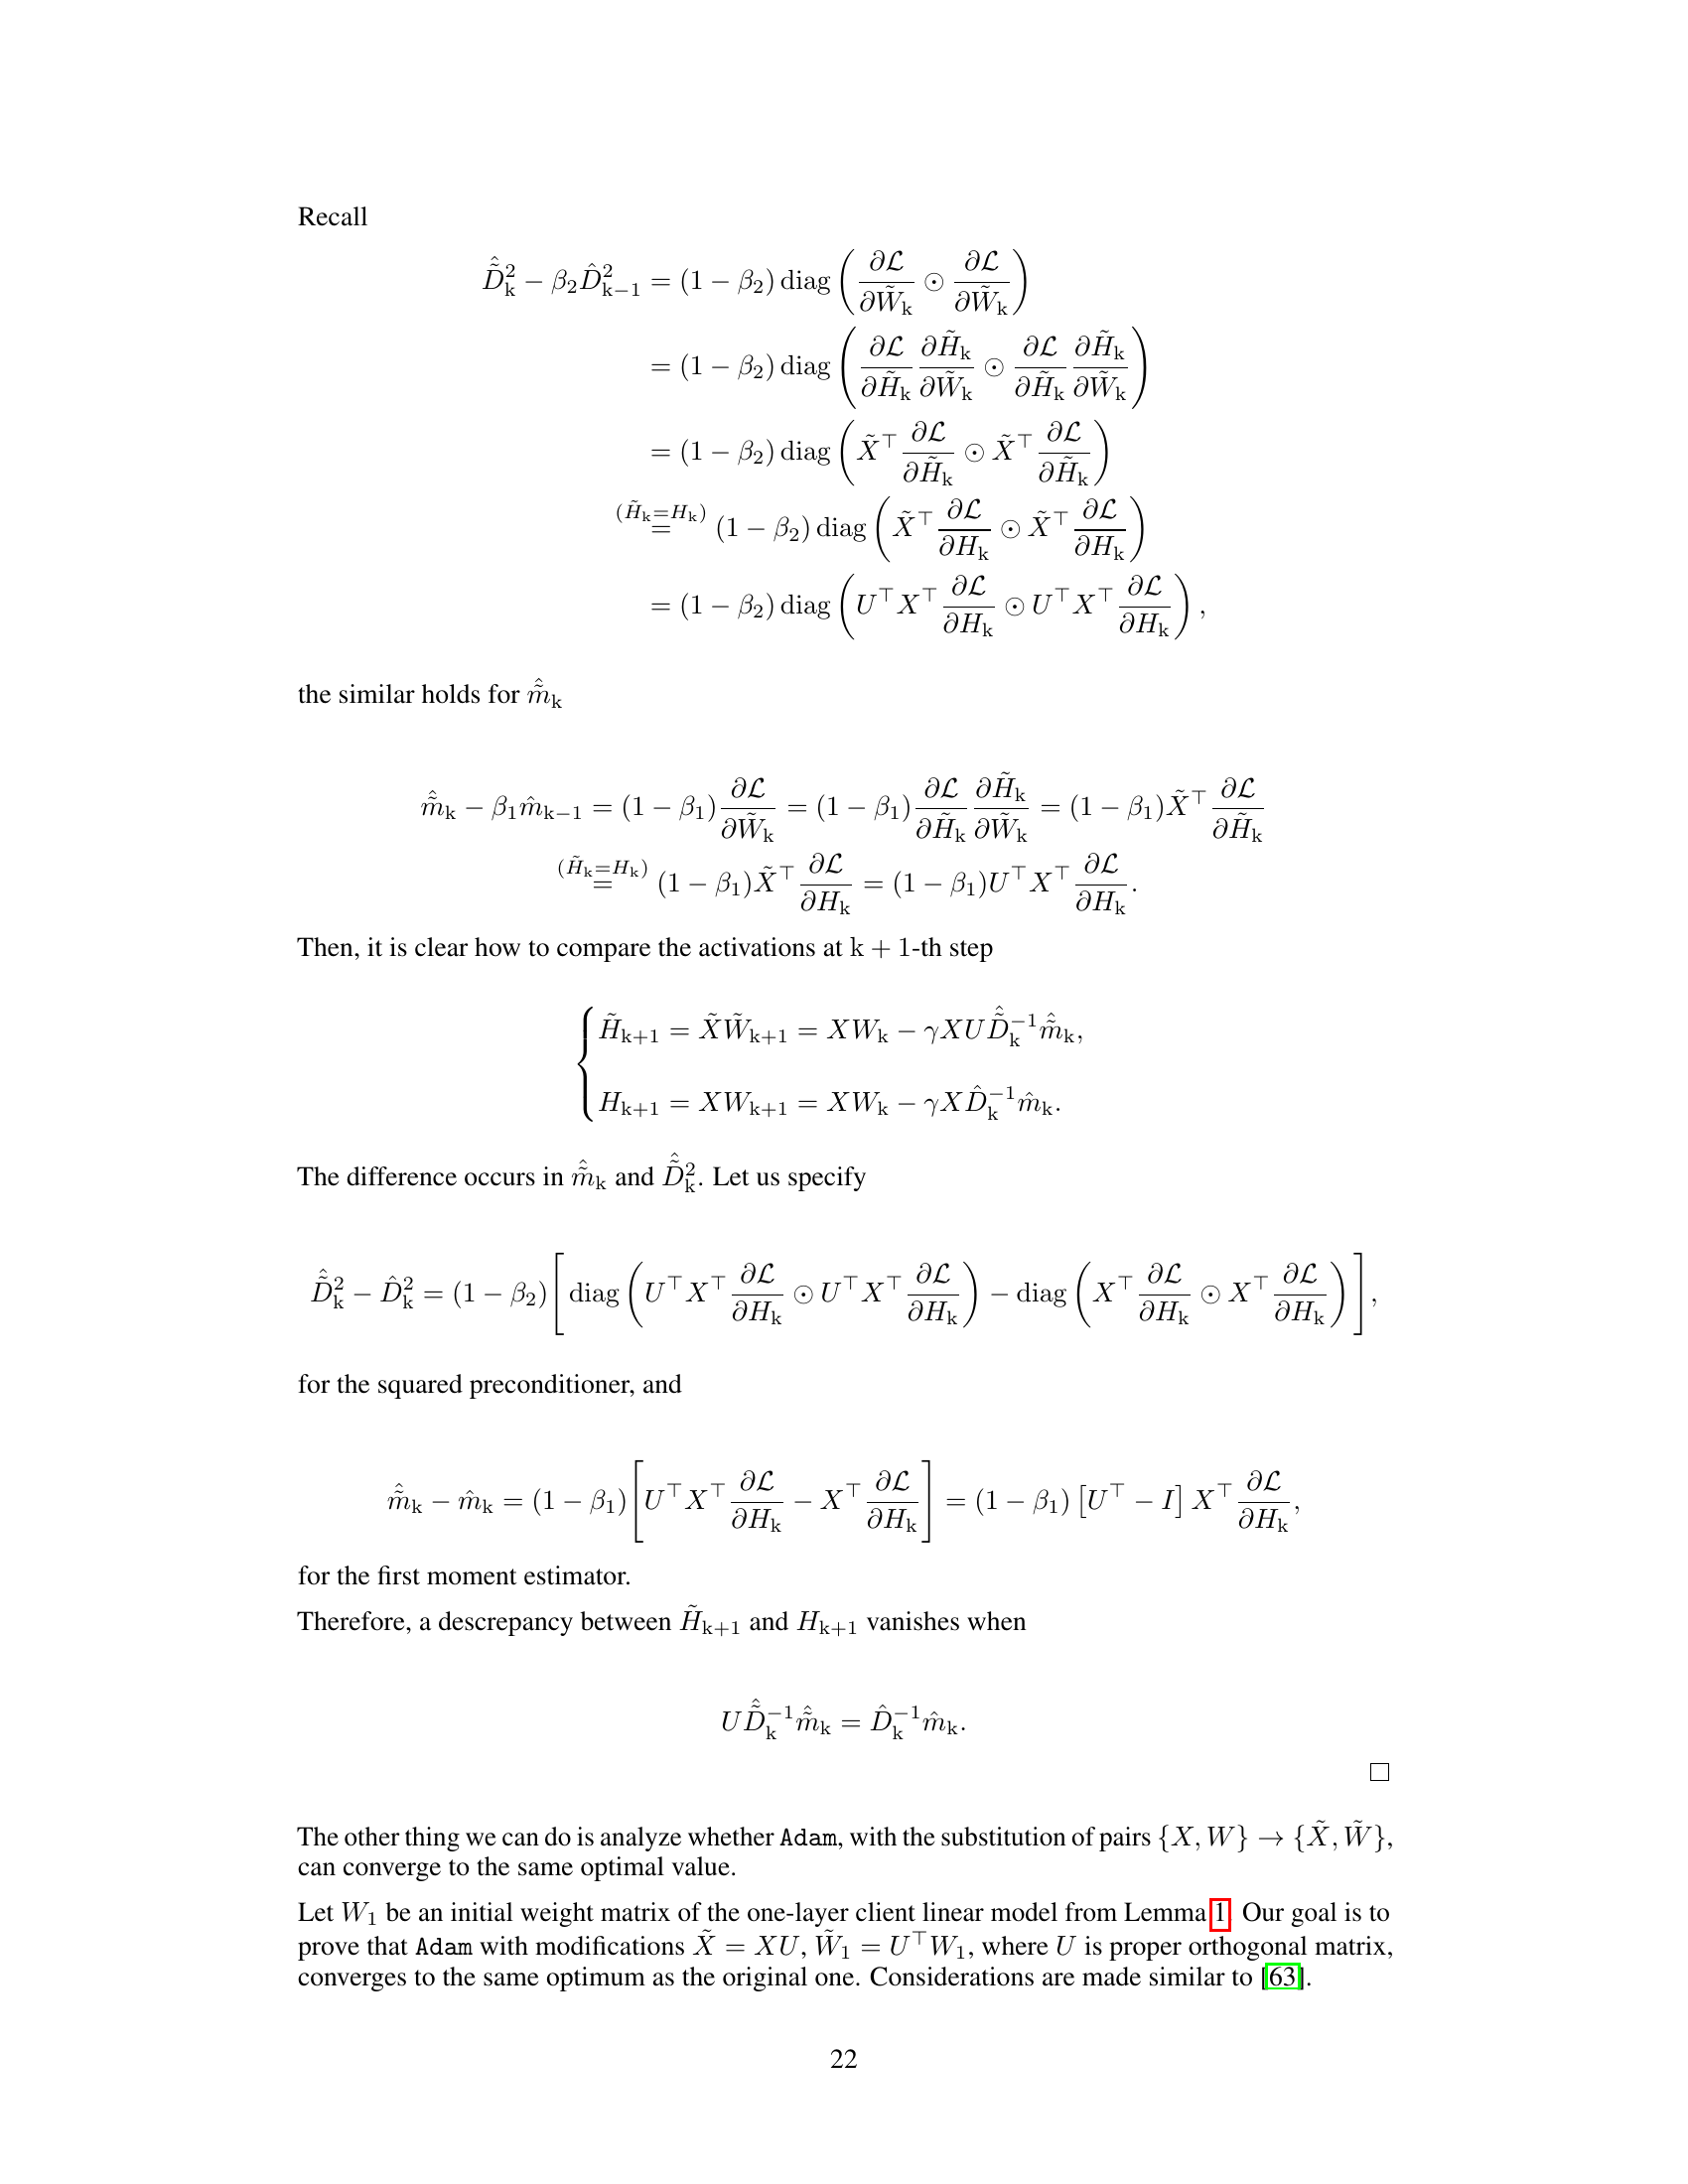 Recall
$\hat{\tilde{D}}_{\mathrm{k}}^2 - \beta_2 \hat{D}_{\mathrm{k}-1}^2 = (1 - \beta_2) \operatorname{diag}\left(\frac{\partial \mathcal{L}}{\partial \tilde{W}_{\mathrm{k}}} \odot \frac{\partial \mathcal{L}}{\partial \tilde{W}_{\mathrm{k}}}\right)$
$= (1 - \beta_2) \operatorname{diag}\left(\frac{\partial \mathcal{L}}{\partial \tilde{H}_{\mathrm{k}}} \frac{\partial \tilde{H}_{\mathrm{k}}}{\partial \tilde{W}_{\mathrm{k}}} \odot \frac{\partial \mathcal{L}}{\partial \tilde{H}_{\mathrm{k}}} \frac{\partial \tilde{H}_{\mathrm{k}}}{\partial \tilde{W}_{\mathrm{k}}}\right)$
$= (1 - \beta_2) \operatorname{diag}\left(\tilde{X}^\top \frac{\partial \mathcal{L}}{\partial \tilde{H}_{\mathrm{k}}} \odot \tilde{X}^\top \frac{\partial \mathcal{L}}{\partial \tilde{H}_{\mathrm{k}}}\right)$
$\overset{(\tilde{H}_{\mathrm{k}} = H_{\mathrm{k}})}{=} (1 - \beta_2) \operatorname{diag}\left(\tilde{X}^\top \frac{\partial \mathcal{L}}{\partial H_{\mathrm{k}}} \odot \tilde{X}^\top \frac{\partial \mathcal{L}}{\partial H_{\mathrm{k}}}\right)$
$= (1 - \beta_2) \operatorname{diag}\left(U^\top X^\top \frac{\partial \mathcal{L}}{\partial H_{\mathrm{k}}} \odot U^\top X^\top \frac{\partial \mathcal{L}}{\partial H_{\mathrm{k}}}\right),$
the similar holds for $\hat{\tilde{m}}_{\mathrm{k}}$
$\hat{\tilde{m}}_{\mathrm{k}} - \beta_1 \hat{m}_{\mathrm{k}-1} = (1 - \beta_1) \frac{\partial \mathcal{L}}{\partial \tilde{W}_{\mathrm{k}}} = (1 - \beta_1) \frac{\partial \mathcal{L}}{\partial \tilde{H}_{\mathrm{k}}} \frac{\partial \tilde{H}_{\mathrm{k}}}{\partial \tilde{W}_{\mathrm{k}}} = (1 - \beta_1) \tilde{X}^\top \frac{\partial \mathcal{L}}{\partial \tilde{H}_{\mathrm{k}}}$
$\overset{(\tilde{H}_{\mathrm{k}} = H_{\mathrm{k}})}{=} (1 - \beta_1) \tilde{X}^\top \frac{\partial \mathcal{L}}{\partial H_{\mathrm{k}}} = (1 - \beta_1) U^\top X^\top \frac{\partial \mathcal{L}}{\partial H_{\mathrm{k}}}.$
Then, it is clear how to compare the activations at $\mathrm{k}+1$-th step
$\begin{cases} \tilde{H}_{\mathrm{k}+1} = \tilde{X}\tilde{W}_{\mathrm{k}+1} = XW_{\mathrm{k}} - \gamma XU\hat{\tilde{D}}_{\mathrm{k}}^{-1}\hat{\tilde{m}}_{\mathrm{k}}, \\ H_{\mathrm{k}+1} = XW_{\mathrm{k}+1} = XW_{\mathrm{k}} - \gamma X\hat{D}_{\mathrm{k}}^{-1}\hat{m}_{\mathrm{k}}. \end{cases}$
The difference occurs in $\hat{\tilde{m}}_{\mathrm{k}}$ and $\hat{\tilde{D}}_{\mathrm{k}}^2$. Let us specify
$\hat{\tilde{D}}_{\mathrm{k}}^2 - \hat{D}_{\mathrm{k}}^2 = (1 - \beta_2)\left[\operatorname{diag}\left(U^\top X^\top \frac{\partial \mathcal{L}}{\partial H_{\mathrm{k}}} \odot U^\top X^\top \frac{\partial \mathcal{L}}{\partial H_{\mathrm{k}}}\right) - \operatorname{diag}\left(X^\top \frac{\partial \mathcal{L}}{\partial H_{\mathrm{k}}} \odot X^\top \frac{\partial \mathcal{L}}{\partial H_{\mathrm{k}}}\right)\right],$
for the squared preconditioner, and
$\hat{\tilde{m}}_{\mathrm{k}} - \hat{m}_{\mathrm{k}} = (1 - \beta_1)\left[U^\top X^\top \frac{\partial \mathcal{L}}{\partial H_{\mathrm{k}}} - X^\top \frac{\partial \mathcal{L}}{\partial H_{\mathrm{k}}}\right] = (1 - \beta_1)\left[U^\top - I\right] X^\top \frac{\partial \mathcal{L}}{\partial H_{\mathrm{k}}},$
for the first moment estimator.
Therefore, a descrepancy between $\tilde{H}_{\mathrm{k}+1}$ and $H_{\mathrm{k}+1}$ vanishes when
$U\hat{\tilde{D}}_{\mathrm{k}}^{-1}\hat{\tilde{m}}_{\mathrm{k}} = \hat{D}_{\mathrm{k}}^{-1}\hat{m}_{\mathrm{k}}.$
□
The other thing we can do is analyze whether Adam, with the substitution of pairs $\{X, W\} \to \{\tilde{X}, \tilde{W}\}$,
can converge to the same optimal value.
Let $W_1$ be an initial weight matrix of the one-layer client linear model from Lemma 1 Our goal is to
prove that Adam with modifications $\tilde{X} = XU$, $\tilde{W}_1 = U^\top W_1$, where $U$ is proper orthogonal matrix,
converges to the same optimum as the original one. Considerations are made similar to [63].
22